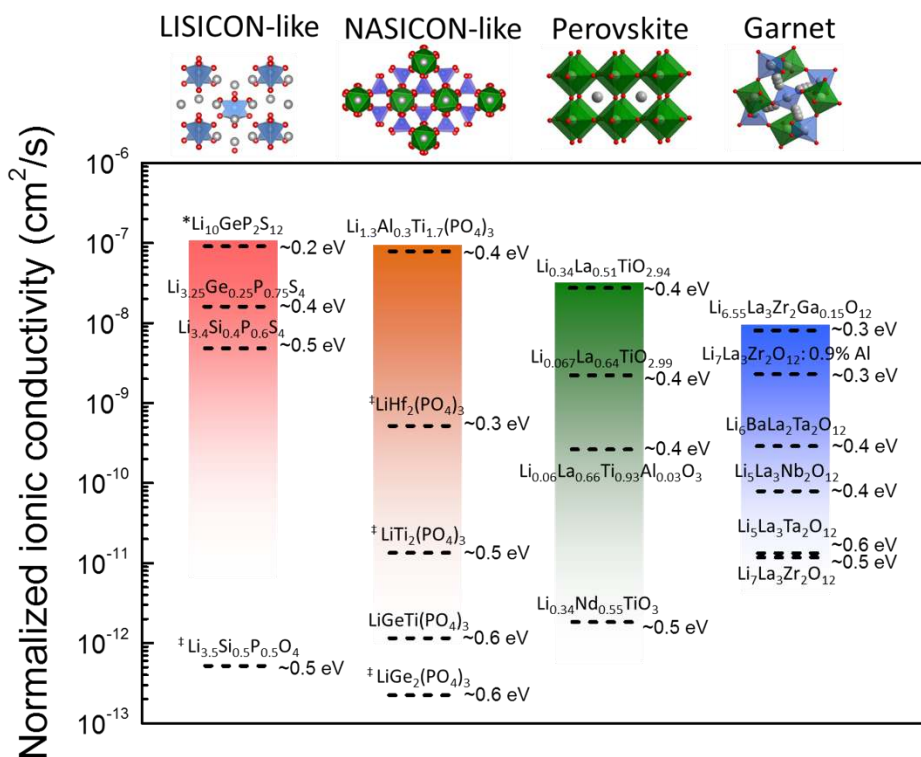 LISICON-like NASICON-like Perovskite Garnet
Normalized ionic conductivity (cm²/s)
10⁻⁶
10⁻⁷
10⁻⁸
10⁻⁹
10⁻¹⁰
10⁻¹¹
10⁻¹²
10⁻¹³
*Li₁₀GeP₂S₁₂
~0.2 eV
Li₃.₂₅Ge₀.₂₅P₀.₇₅S₄
~0.4 eV
Li₃.₄Si₀.₄P₀.₆S₄
~0.5 eV
‡Li₃.₅Si₀.₅P₀.₅O₄
~0.5 eV
Li₁.₃Al₀.₃Ti₁.₇(PO₄)₃
~0.4 eV
‡LiHf₂(PO₄)₃
~0.3 eV
‡LiTi₂(PO₄)₃
~0.5 eV
LiGeTi(PO₄)₃
~0.6 eV
‡LiGe₂(PO₄)₃
~0.6 eV
Li₀.₃₄La₀.₅₁TiO₂.₉₄
~0.4 eV
Li₀.₀₆₇La₀.₆₄TiO₂.₉₉
~0.4 eV
~0.4 eV
Li₀.₀₆La₀.₆₆Ti₀.₉₃Al₀.₀₃O₃
Li₀.₃₄Nd₀.₅₅TiO₃
~0.5 eV
Li₆.₅₅La₃Zr₂Ga₀.₁₅O₁₂
~0.3 eV
Li₇La₃Zr₂O₁₂: 0.9% Al
~0.3 eV
Li₆BaLa₂Ta₂O₁₂
~0.4 eV
Li₅La₃Nb₂O₁₂
~0.4 eV
Li₅La₃Ta₂O₁₂
~0.6 eV
~0.5 eV
Li₇La₃Zr₂O₁₂